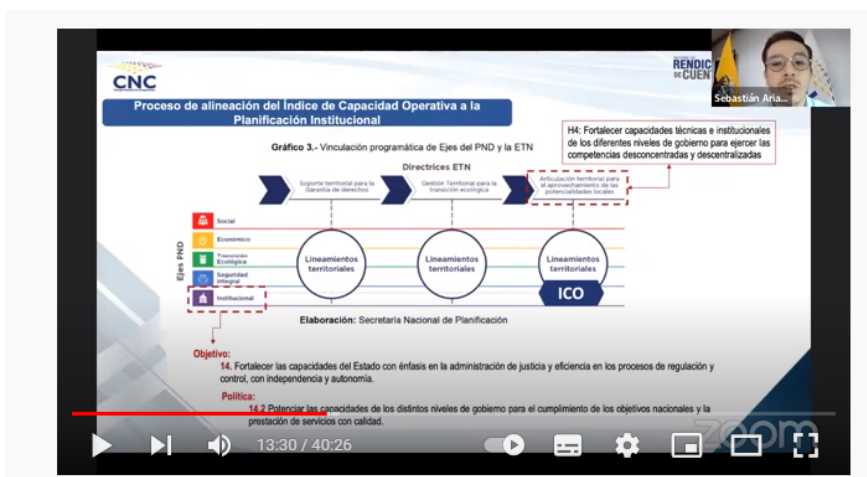 CNC
RENDIC
DE CUEN
Sebastián Aria...
Proceso de alineación del Índice de Capacidad Operativa a la
Planificación Institucional
H4: Fortalecer capacidades técnicas e institucionales
de los diferentes niveles de gobierno para ejercer las
competencias desconcentradas y descentralizadas
Gráfico 3.- Vinculación programática de Ejes del PND y la ETN
Directrices ETN
Soporte territorial para la
Garantía de derechos
Gestión Territorial para la
transición ecológica
Articulación territorial para
el aprovechamiento de las
potencialidades locales
Ejes PND
Social
Económico
Transición
Ecológica
Seguridad
Integral
Institucional
Lineamientos
territoriales
Lineamientos
territoriales
Lineamientos
territoriales
ICO
Elaboración: Secretaría Nacional de Planificación
Objetivo:
14. Fortalecer las capacidades del Estado con énfasis en la administración de justicia y eficiencia en los procesos de regulación y
control, con independencia y autonomía.
Política:
14.2 Potenciar las capacidades de los distintos niveles de gobierno para el cumplimiento de los objetivos nacionales y la
prestación de servicios con calidad.
zoom
13:30 / 40:26